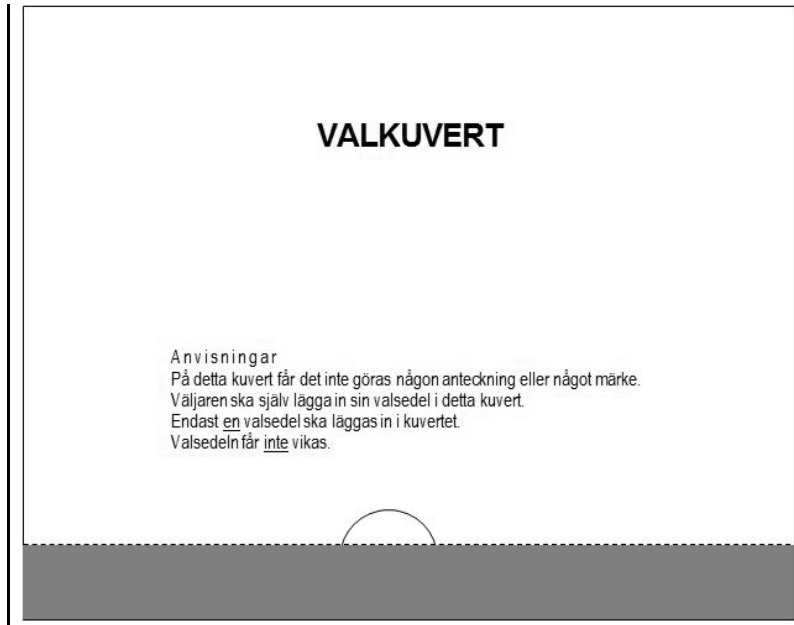 VALKUVERT
Anvisningar
På detta kuvert får det inte göras någon anteckning eller något märke.
Väljaren ska själv lägga in sin valsedel i detta kuvert.
Endast en valsedel ska läggas in i kuvertet.
Valsedeln får inte vikas.